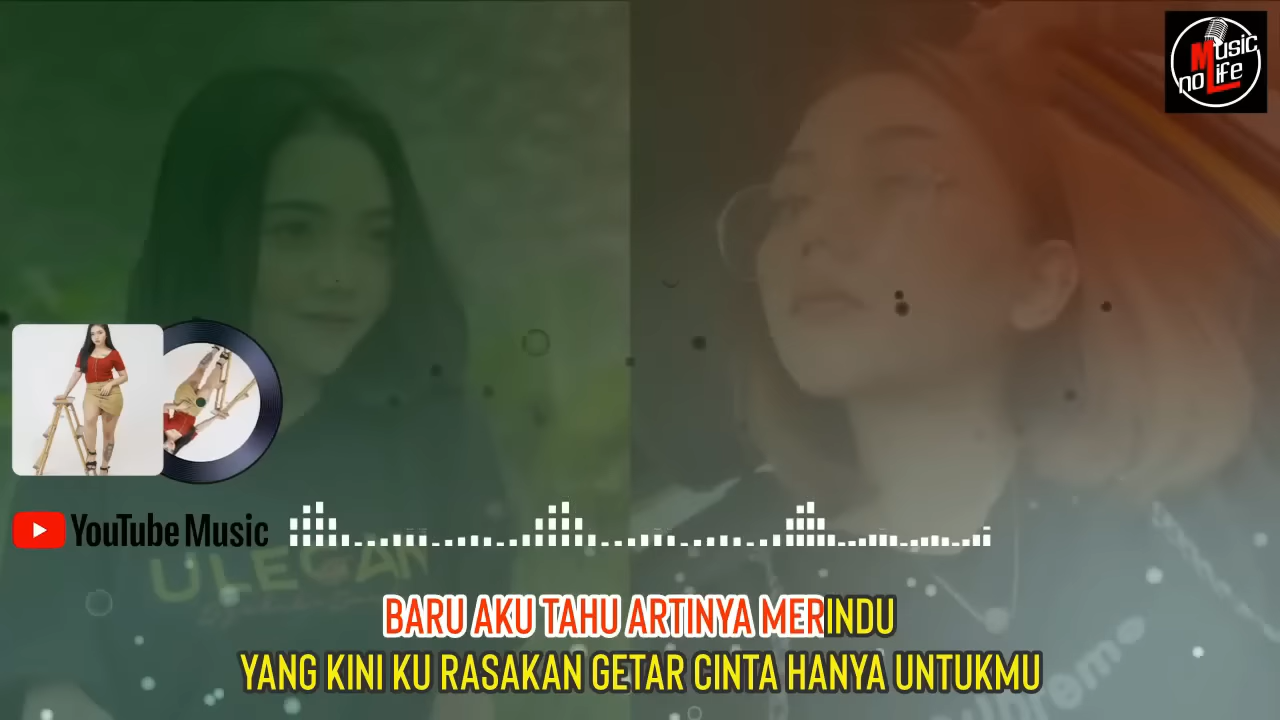 Music
no Life
YouTube Music
ULEGAN
BARU AKU TAHU ARTINYA MERINDU
YANG KINI KU RASAKAN GETAR CINTA HANYA UNTUKMU